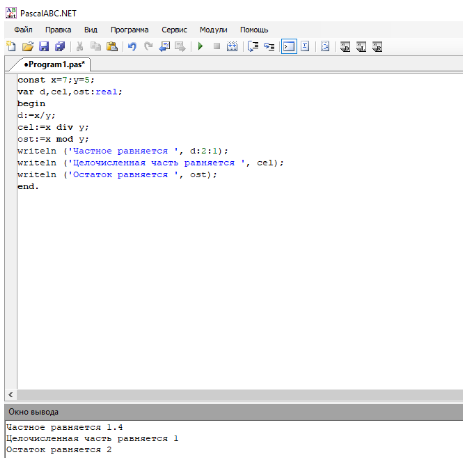 PascalABC.NET
Файл Правка Вид Программа Сервис Модули Помощь
●Program1.pas*
const x=7;y=5;
var d,cel,ost:real;
begin
d:=x/y;
cel:=x div y;
ost:=x mod y;
writeln ('Частное равняется ', d:2:1);
writeln ('Целочисленная часть равняется ', cel);
writeln ('Остаток равняется ', ost);
end.
Окно вывода
Частное равняется 1.4
Целочисленная часть равняется 1
Остаток равняется 2